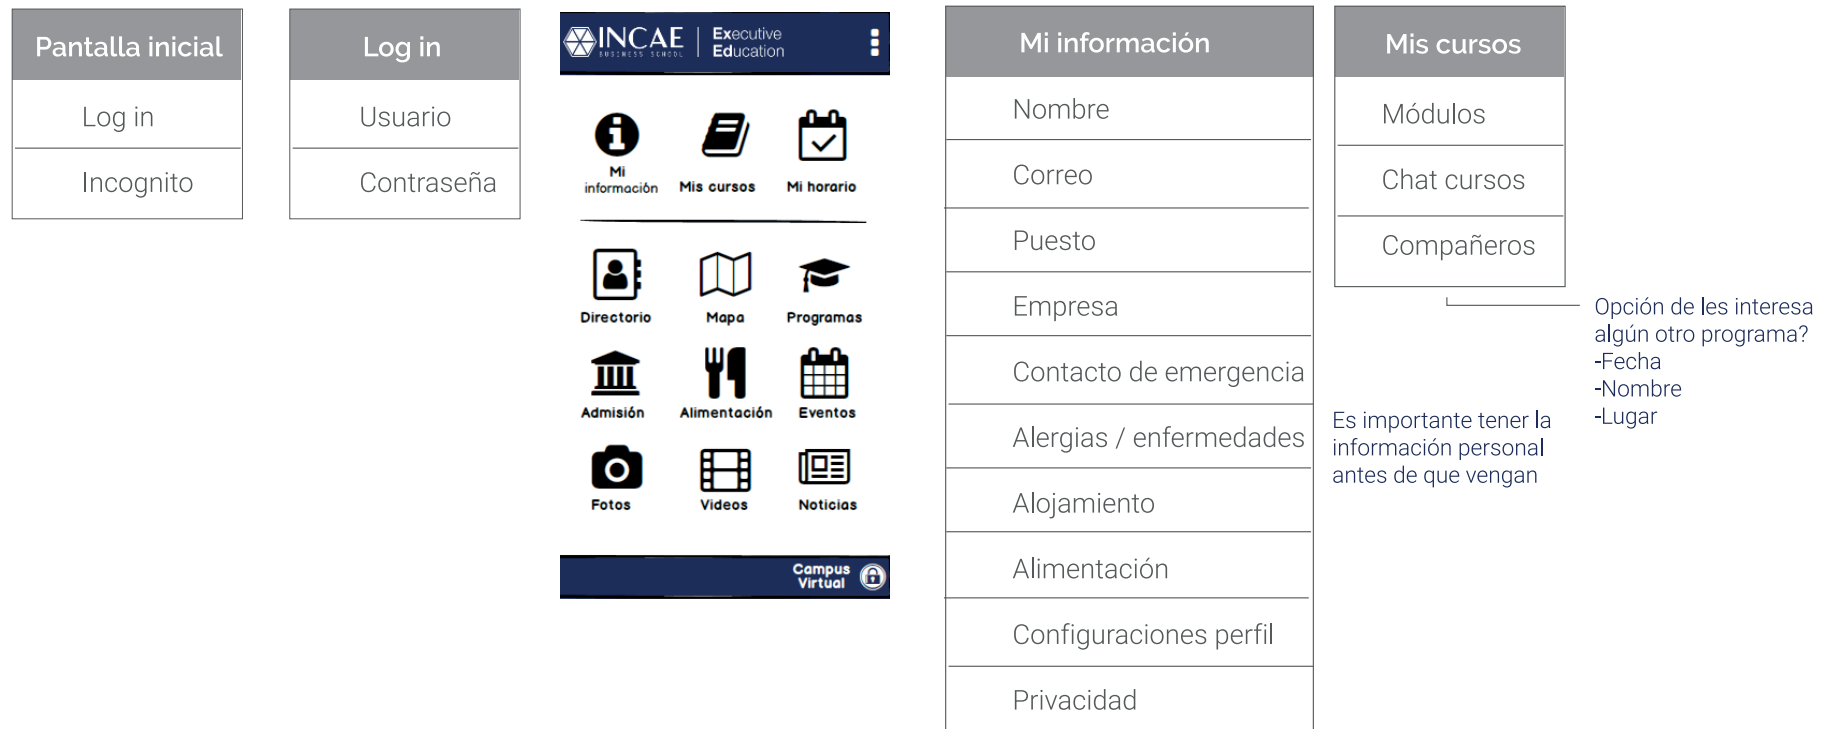 Pantalla inicial
Log in
Incognito
Log in
Usuario
Contraseña
INCAE
BUSINESS SCHOOL
Executive
Education
Mi
información
Mis cursos
Mi horario
Directorio
Mapa
Programas
Admisión
Alimentación
Eventos
Fotos
Videos
Noticias
Campus
Virtual
Mi información
Nombre
Correo
Puesto
Empresa
Contacto de emergencia
Alergias / enfermedades
Alojamiento
Alimentación
Configuraciones perfil
Privacidad
Mis cursos
Módulos
Chat cursos
Compañeros
Opción de les interesa
algún otro programa?
-Fecha
-Nombre
-Lugar
Es importante tener la
información personal
antes de que vengan